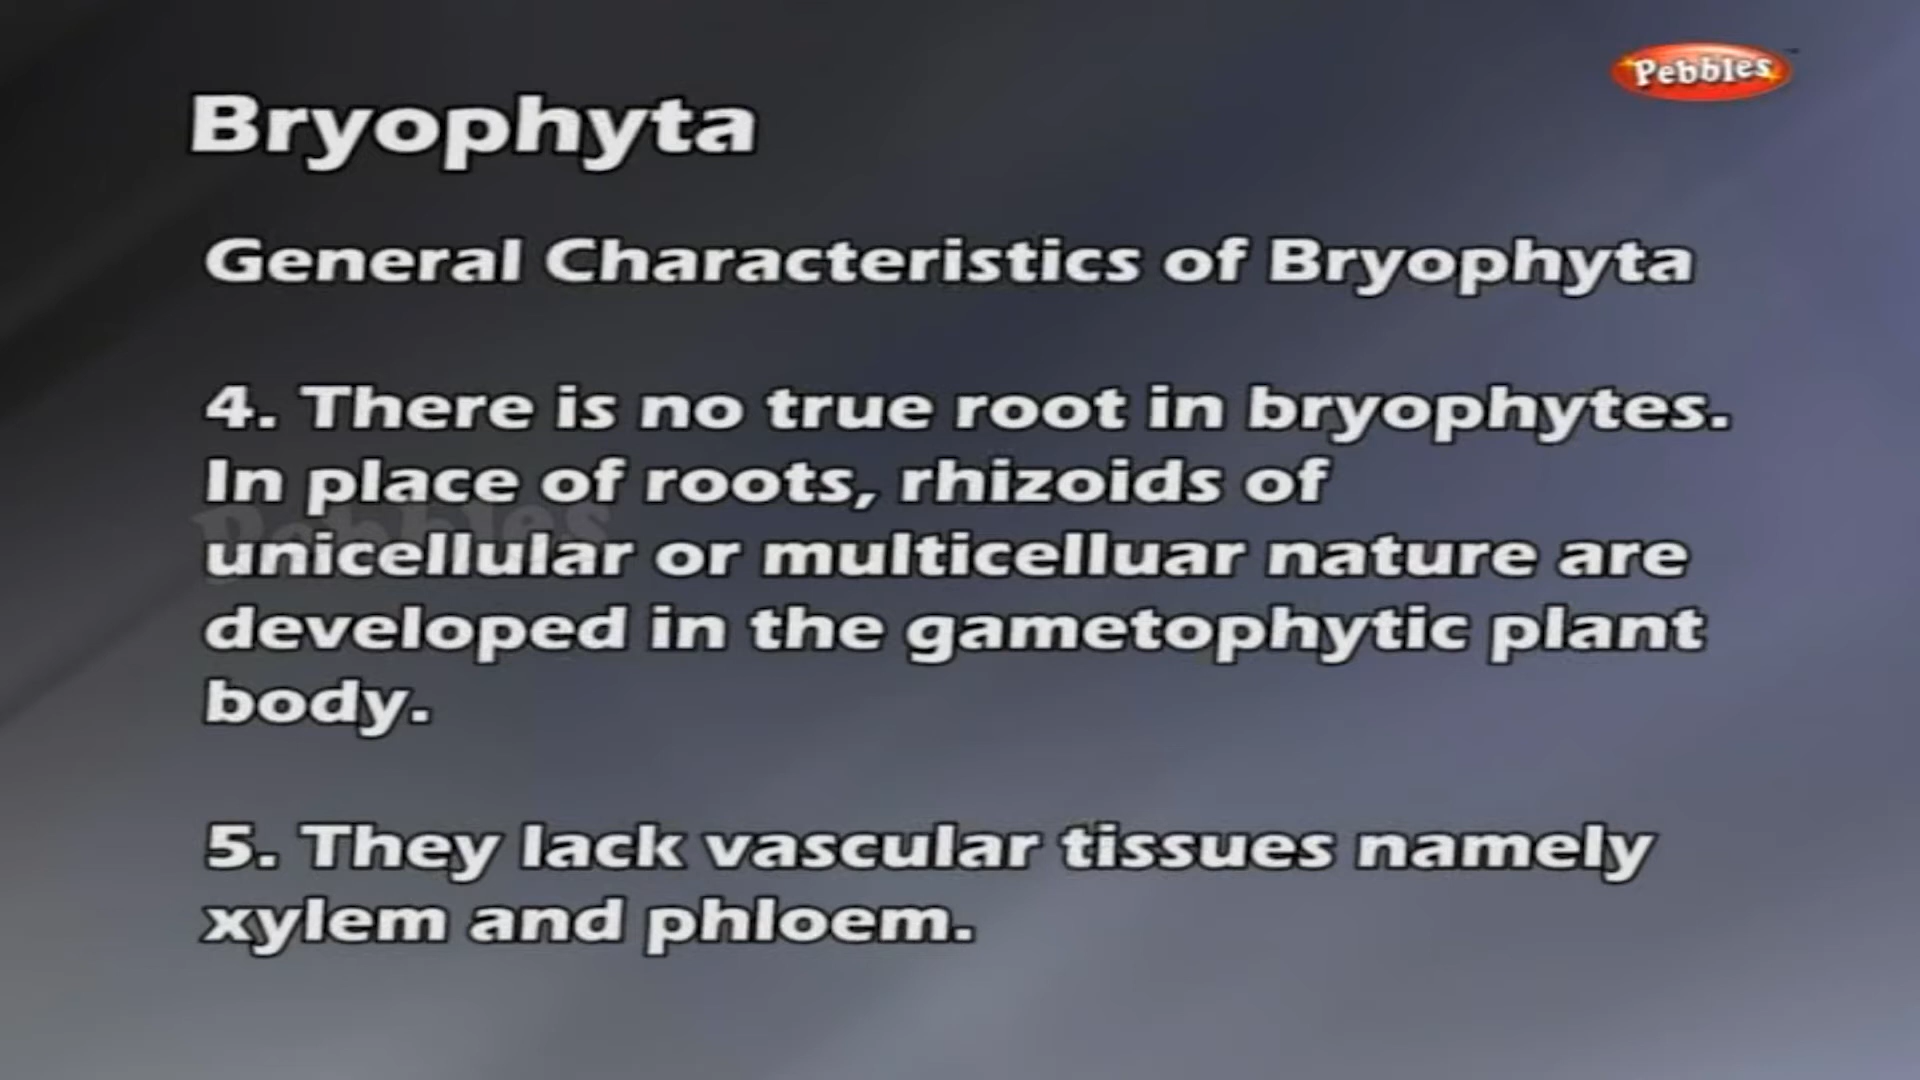 Pebbles
Bryophyta
General Characteristics of Bryophyta
4. There is no true root in bryophytes.
In place of roots, rhizoids of
Pebbles
unicellular or multicelluar nature are
developed in the gametophytic plant
body.
5. They lack vascular tissues namely
xylem and phloem.